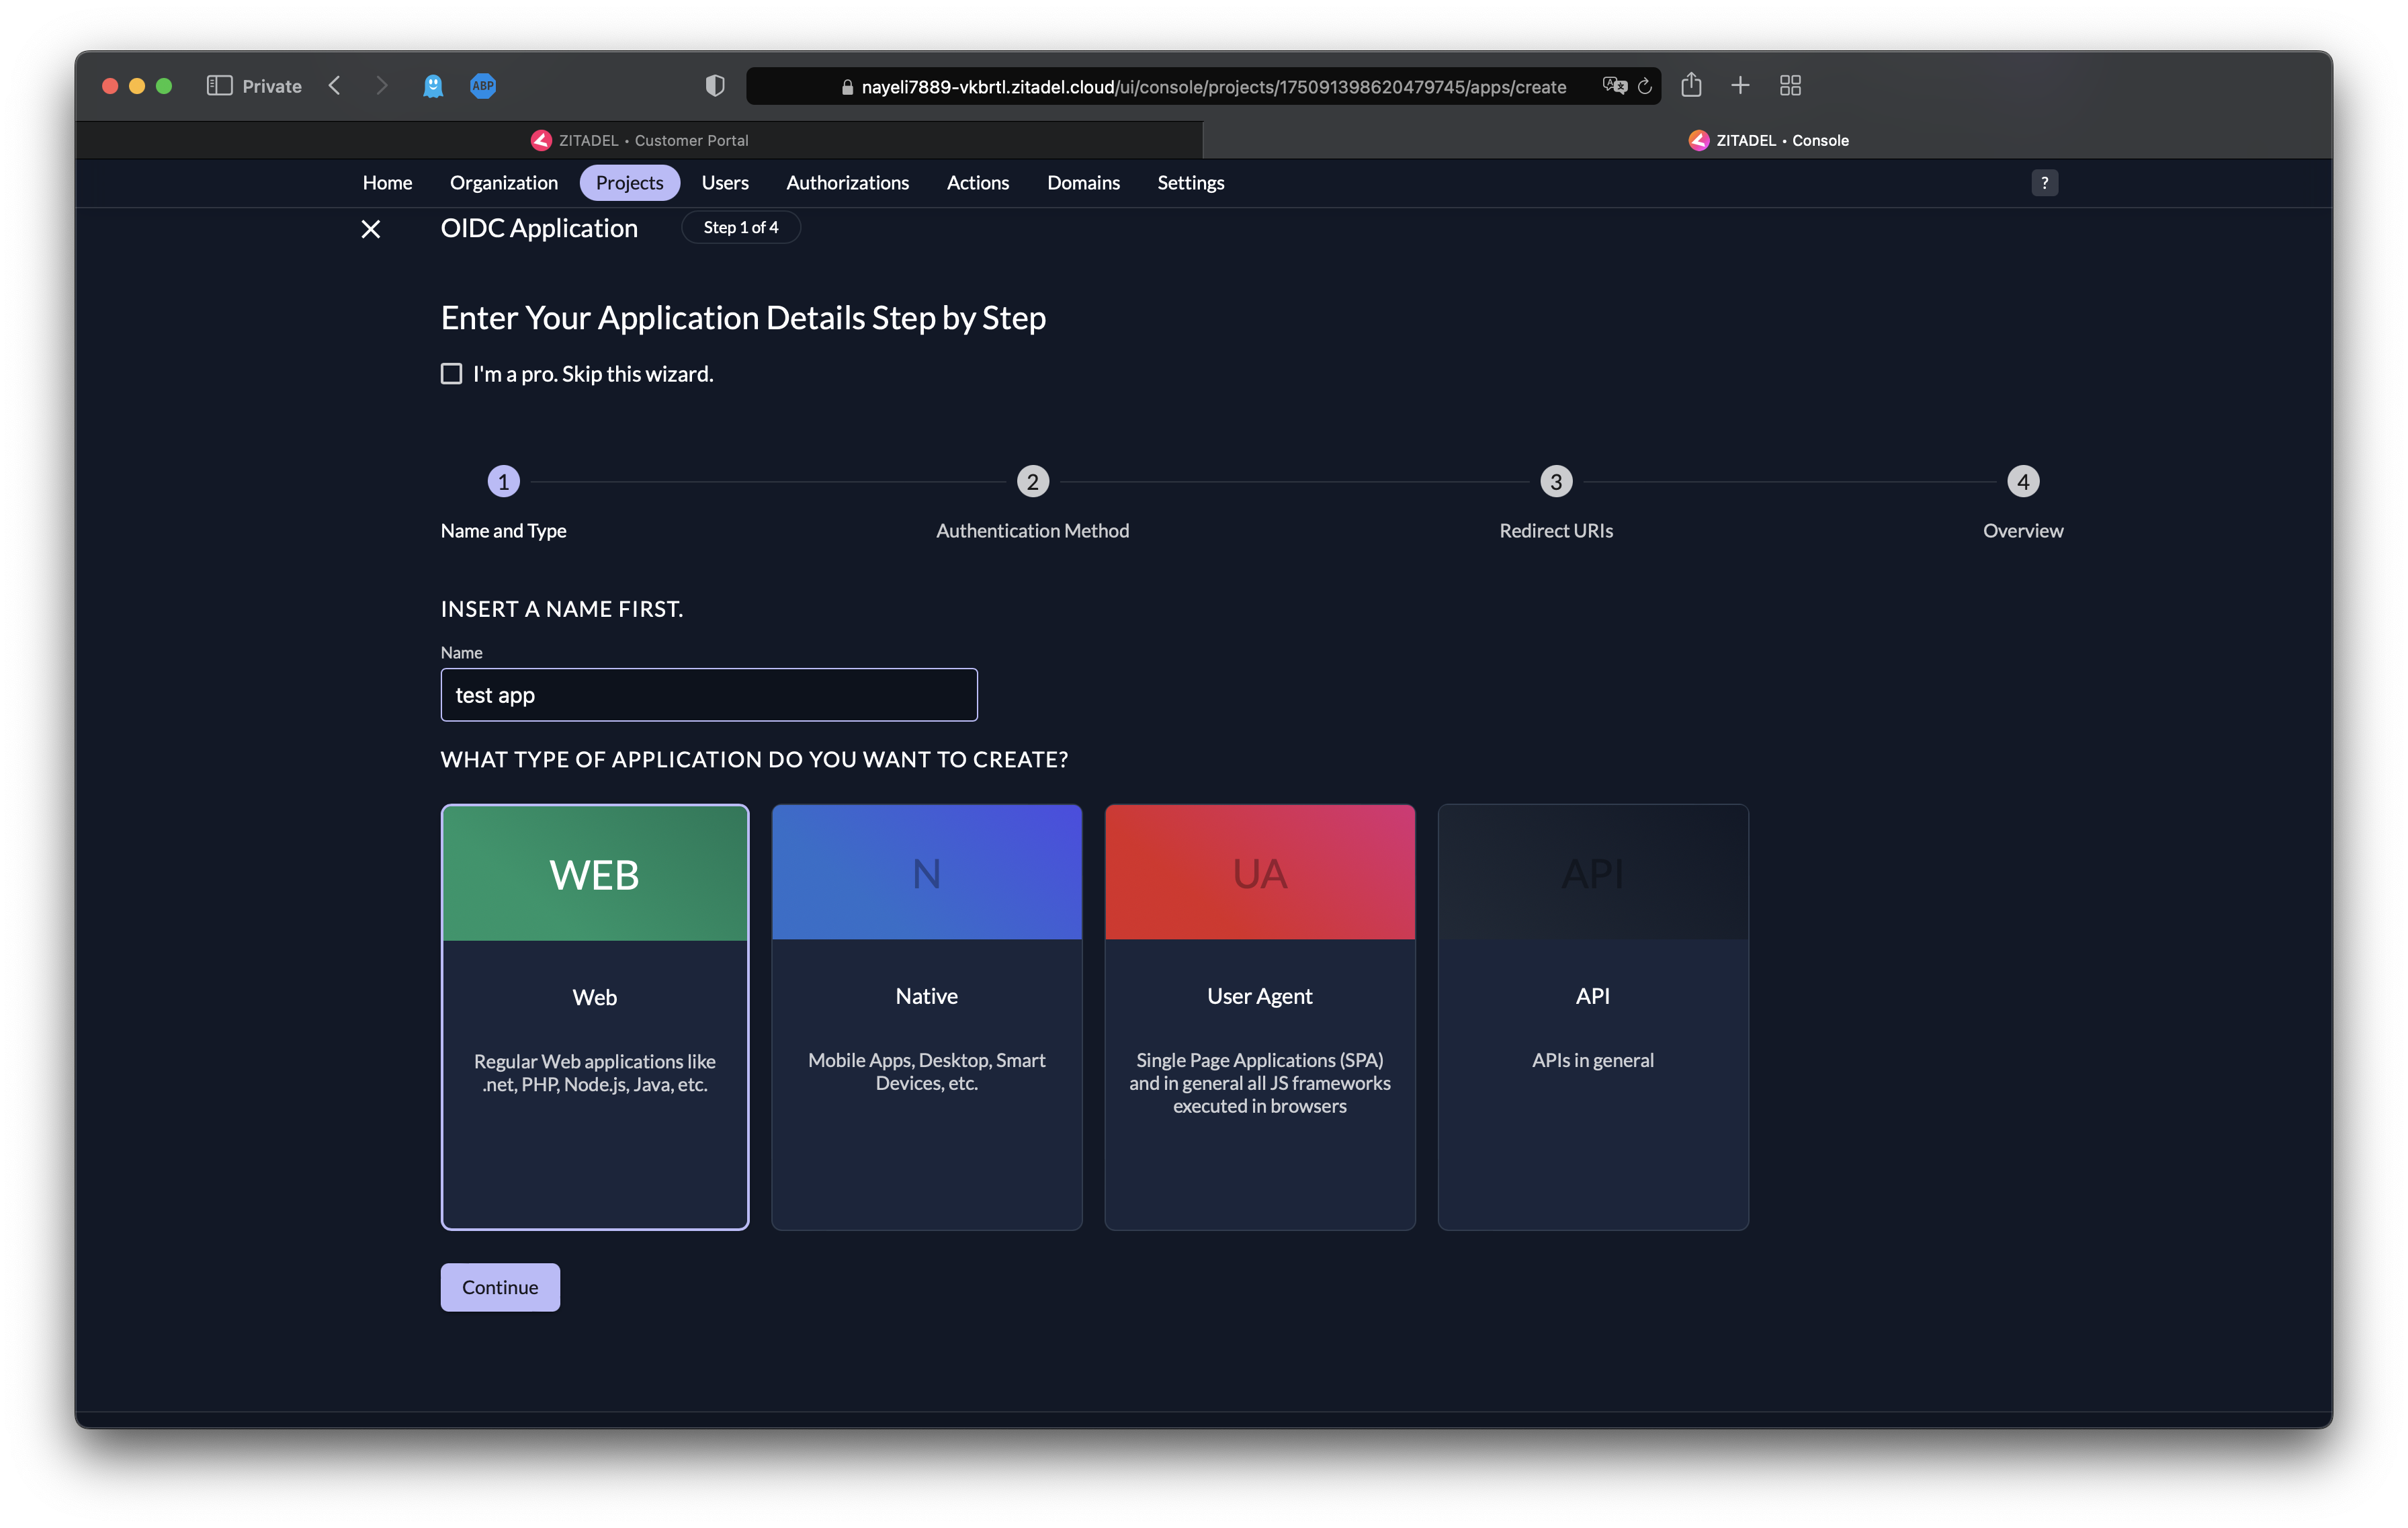 Private
ABP
nayeli7889-vkbrtl.zitadel.cloud/ui/console/projects/175091398620479745/apps/create
ZITADEL • Customer Portal
ZITADEL • Console
Home
Organization
Projects
Users
Authorizations
Actions
Domains
Settings
?
OIDC Application
Step 1 of 4
Enter Your Application Details Step by Step
I'm a pro. Skip this wizard.
1
2
3
4
Name and Type
Authentication Method
Redirect URIs
Overview
INSERT A NAME FIRST.
Name
test app
WHAT TYPE OF APPLICATION DO YOU WANT TO CREATE?
WEB
Web
Regular Web applications like
.net, PHP, Node.js, Java, etc.
N
Native
Mobile Apps, Desktop, Smart
Devices, etc.
UA
User Agent
Single Page Applications (SPA)
and in general all JS frameworks
executed in browsers
API
API
APIs in general
Continue